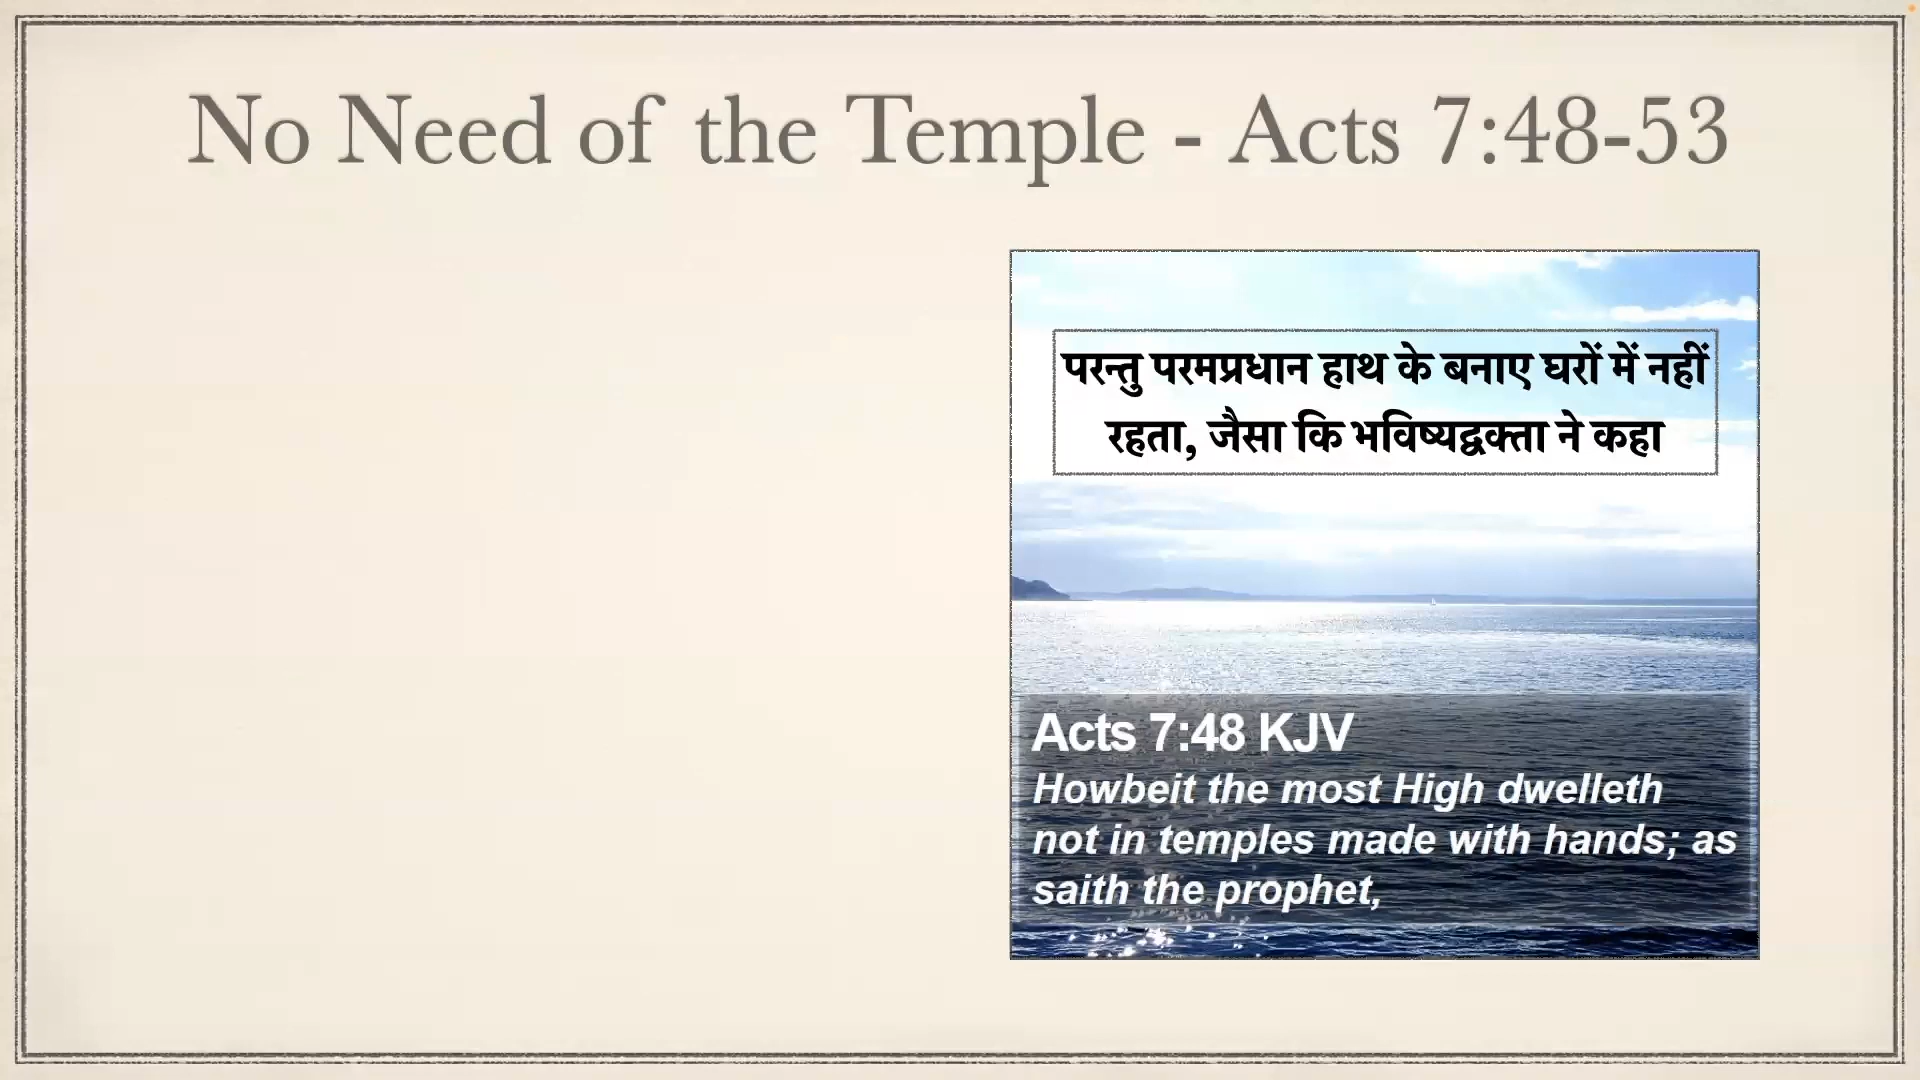 No Need of the Temple - Acts 7:48-53
परन्तु परमप्रधान हाथ के बनाए घरों में नहीं
रहता, जैसा कि भविष्यद्वक्ता ने कहा
Acts 7:48 KJV
Howbeit the most High dwelleth
not in temples made with hands; as
saith the prophet,